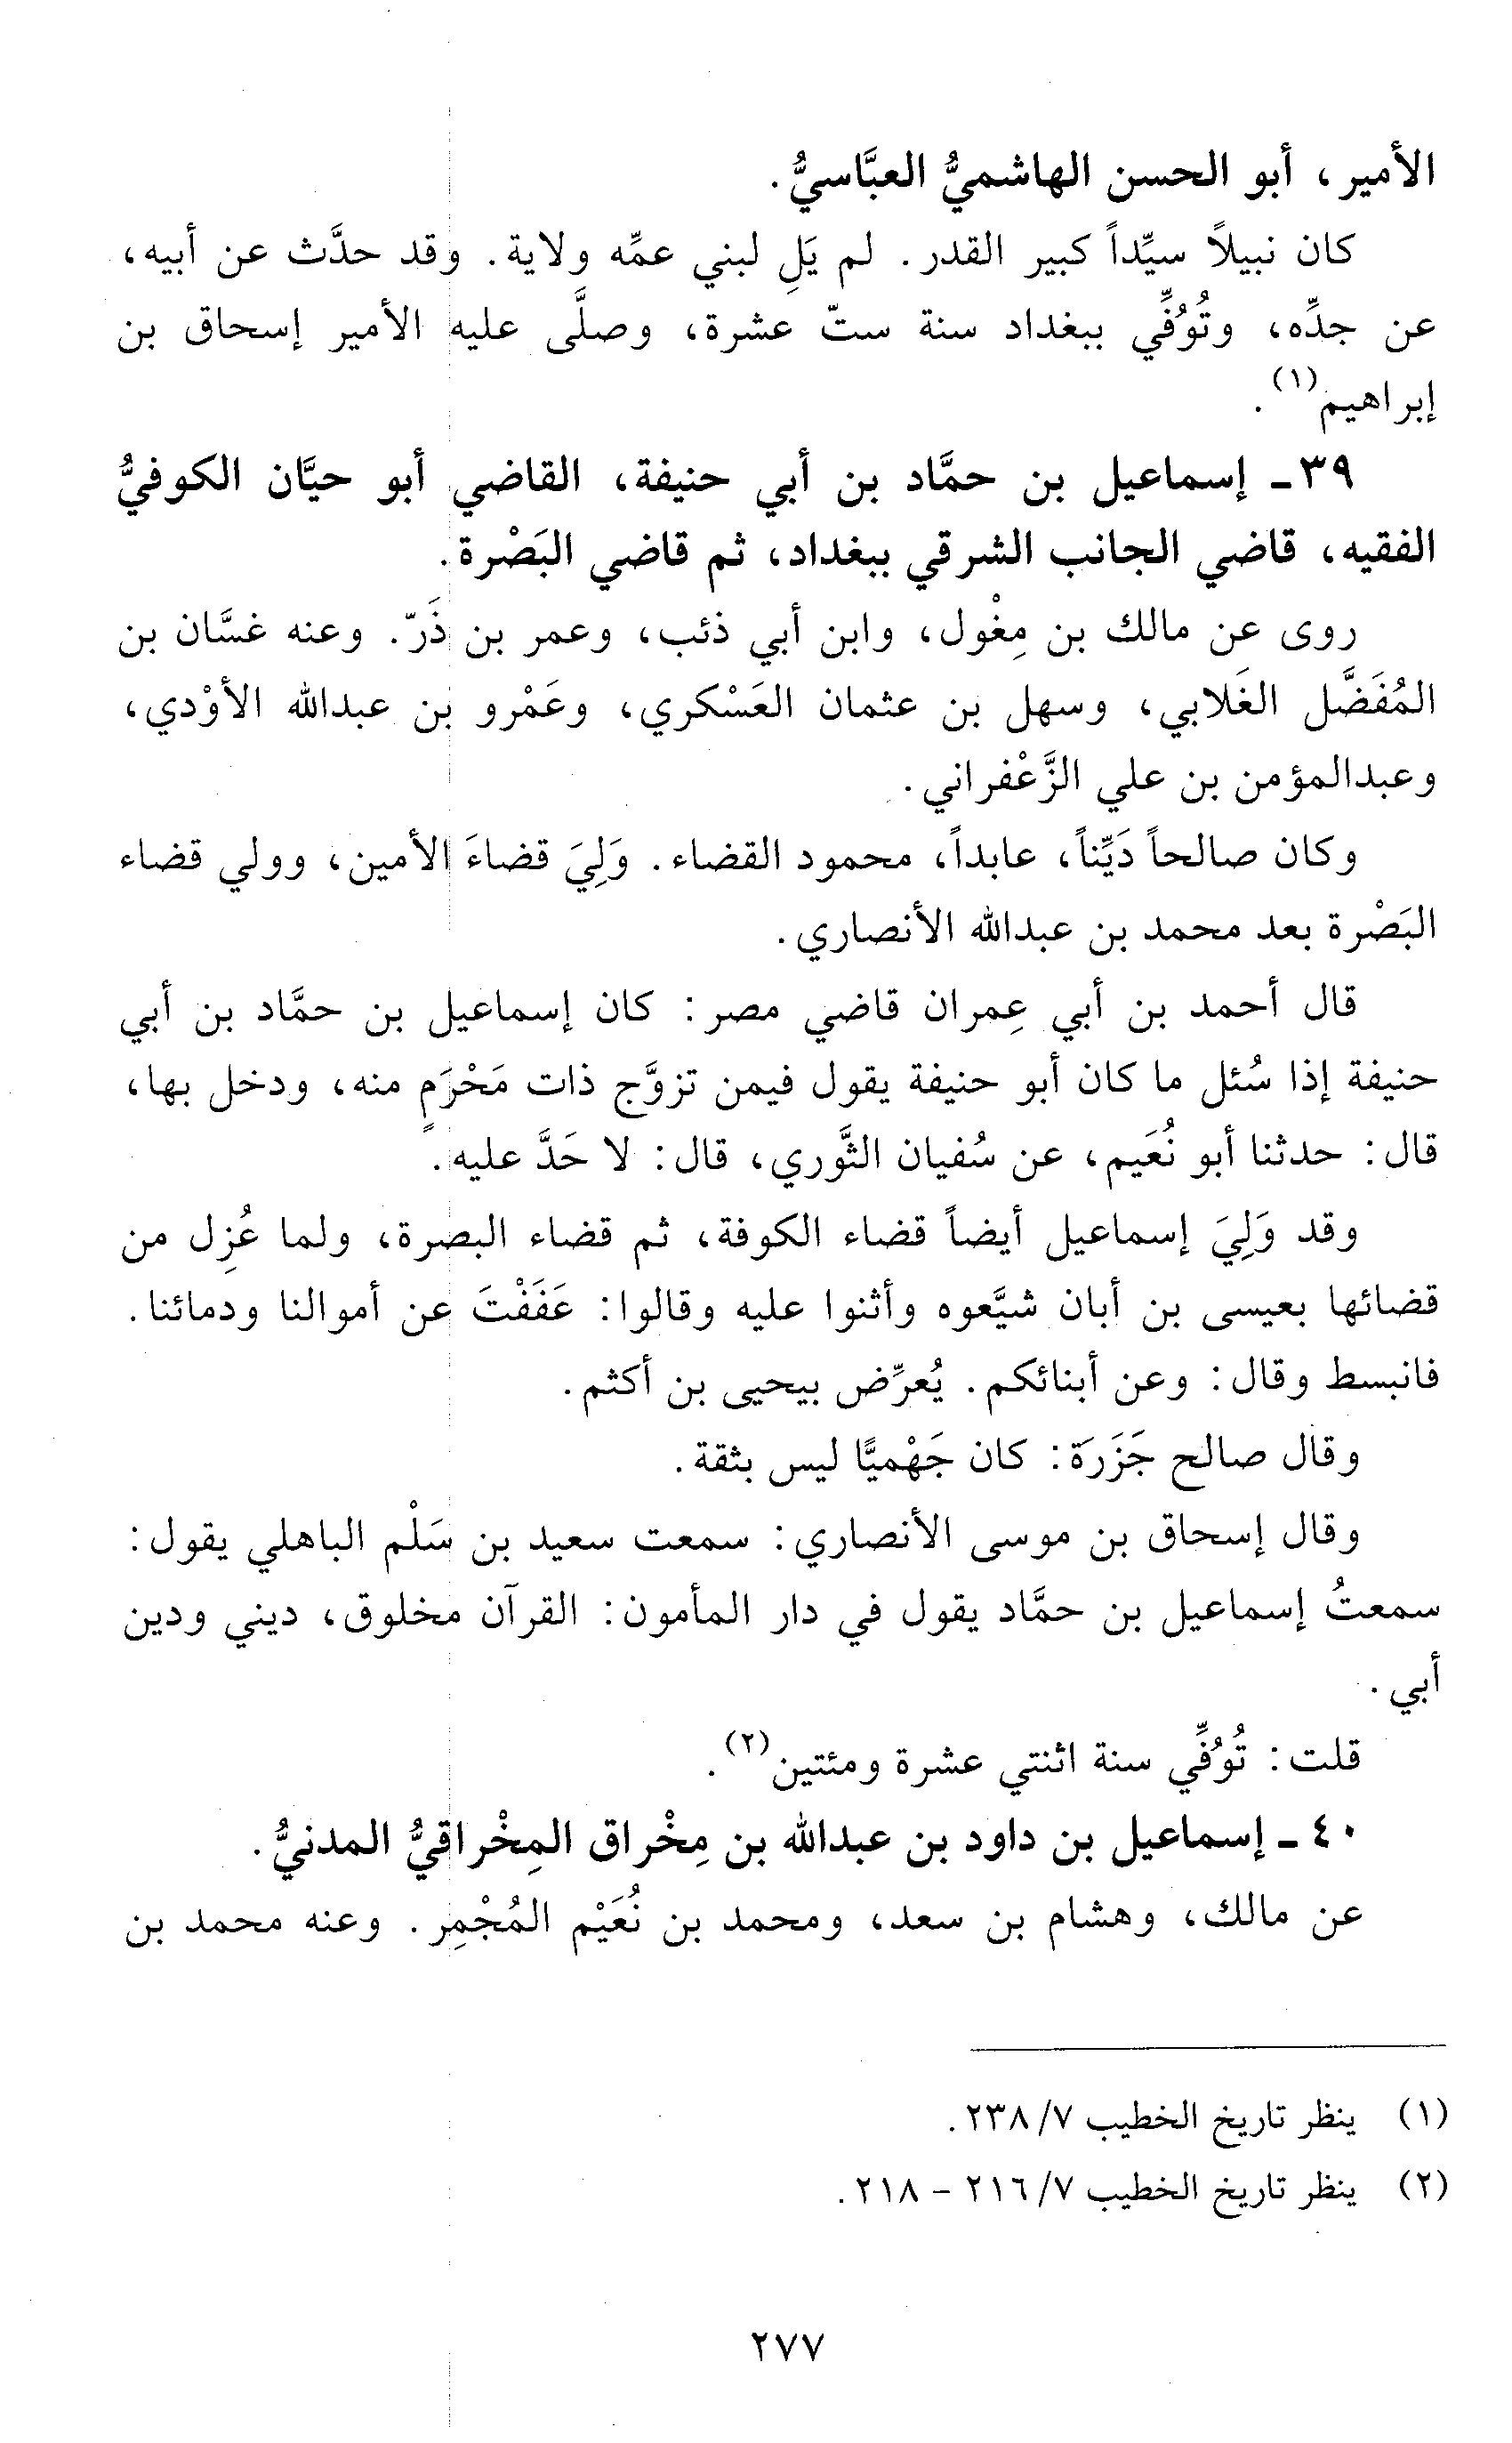 الأمير، أبو الحسن الهاشميُّ العبَّاسيُّ.
كان نبيلاً سيِّداً كبير القدر. لم يَلِ لبني عمِّه ولاية. وقد حدَّث عن أبيه،
عن جدِّه، وتُوُفِّي ببغداد سنة ستّ عشرة، وصلَّى عليه الأمير إسحاق بن
إبراهيم(١).
٣٩ ـ إسماعيل بن حمَّاد بن أبي حنيفة، القاضي أبو حيَّان الكوفيُّ
الفقيه، قاضي الجانب الشرقي ببغداد، ثم قاضي البَصْرة.
روى عن مالك بن مِغْول، وابن أبي ذئب، وعمر بن ذَرّ. وعنه غسَّان بن
المُفَضَّل الغَلابي، وسهل بن عثمان العَسْكري، وعَمْرو بن عبدالله الأوْدي،
وعبدالمؤمن بن علي الزَّعْفراني.
وكان صالحاً دَيِّناً، عابداً، محمود القضاء. وَلِيَ قضاءَ الأمين، وولي قضاء
البَصْرة بعد محمد بن عبدالله الأنصاري.
قال أحمد بن أبي عِمران قاضي مصر: كان إسماعيل بن حمَّاد بن أبي
حنيفة إذا سُئل ما كان أبو حنيفة يقول فيمن تزوَّج ذات مَحْرَمٍ منه، ودخل بها،
قال: حدثنا أبو نُعَيم، عن سُفيان الثَّوري، قال: لا حَدَّ عليه.
وقد وَلِيَ إسماعيل أيضاً قضاء الكوفة، ثم قضاء البصرة، ولما عُزِل من
قضائها بعيسى بن أبان شيَّعوه وأثنوا عليه وقالوا: عَفَفْتَ عن أموالنا ودمائنا.
فانبسط وقال: وعن أبنائكم. يُعرِّض بيحيى بن أكثم.
وقال صالح جَزَرَة: كان جَهْميًّا ليس بثقة.
وقال إسحاق بن موسى الأنصاري: سمعت سعيد بن سَلْم الباهلي يقول:
سمعتُ إسماعيل بن حمَّاد يقول في دار المأمون: القرآن مخلوق، ديني ودين
أبي.
قلت: تُوُفِّي سنة اثنتي عشرة ومئتين(٢).
٤٠ ـ إسماعيل بن داود بن عبدالله بن مِخْراق المِخْراقيُّ المدنيُّ.
عن مالك، وهشام بن سعد، ومحمد بن نُعَيْم المُجْمِر. وعنه محمد بن
(١) ينظر تاريخ الخطيب ٧/ ٢٣٨.
(٢) ينظر تاريخ الخطيب ٧/ ٢١٦ - ٢١٨.
٢٧٧